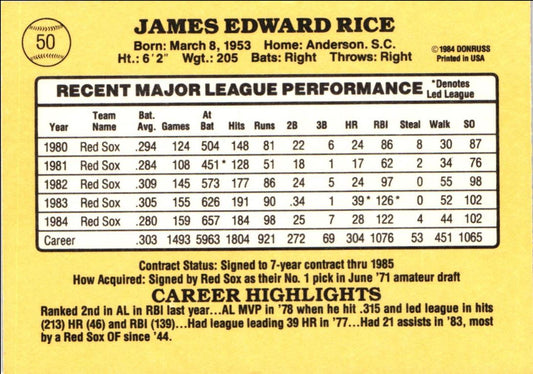 50
JAMES EDWARD RICE
Born: March 8, 1953 Home: Anderson. S.C.
Ht.: 6'2" Wgt.: 205 Bats: Right Throws: Right
©1984 DONRUSS
Printed in USA
RECENT MAJOR LEAGUE PERFORMANCE *Denotes Led League
Year Team Name Bat. Avg. Games At Bat Hits Runs 2B 3B HR RBI Steal Walk SO
1980 Red Sox .294 124 504 148 81 22 6 24 86 8 30 87
1981 Red Sox .284 108 451* 128 51 18 1 17 62 2 34 76
1982 Red Sox .309 145 573 177 86 24 5 24 97 0 55 98
1983 Red Sox .305 155 626 191 90 .34 1 39* 126* 0 52 102
1984 Red Sox .280 159 657 184 98 25 7 28 122 4 44 102
Career .303 1493 5963 1804 921 272 69 304 1076 53 451 1065
Contract Status: Signed to 7-year contract thru 1985
How Acquired: Signed by Red Sox as their No. 1 pick in June '71 amateur draft
CAREER HIGHLIGHTS
Ranked 2nd in AL in RBI last year...AL MVP in '78 when he hit .315 and led league in hits
(213) HR (46) and RBI (139)...Had league leading 39 HR in '77...Had 21 assists in '83, most
by a Red Sox OF since '44.